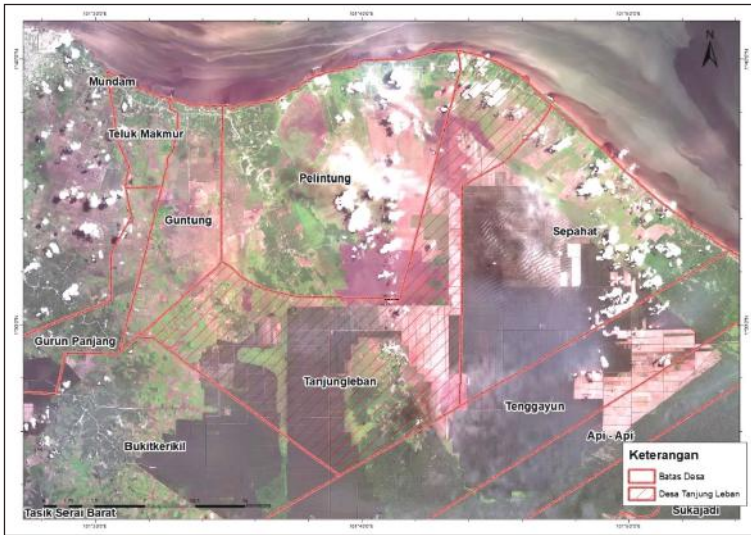 N
Mundam
Teluk Makmur
Pelintung
Guntung
Sepahat
Gurun Panjang
Tanjungleban
Tenggayun
Bukitkerikil
Api - Api
Keterangan
Batas Desa
Desa Tanjung Leban
Tasik Serai Barat
Sukajadi